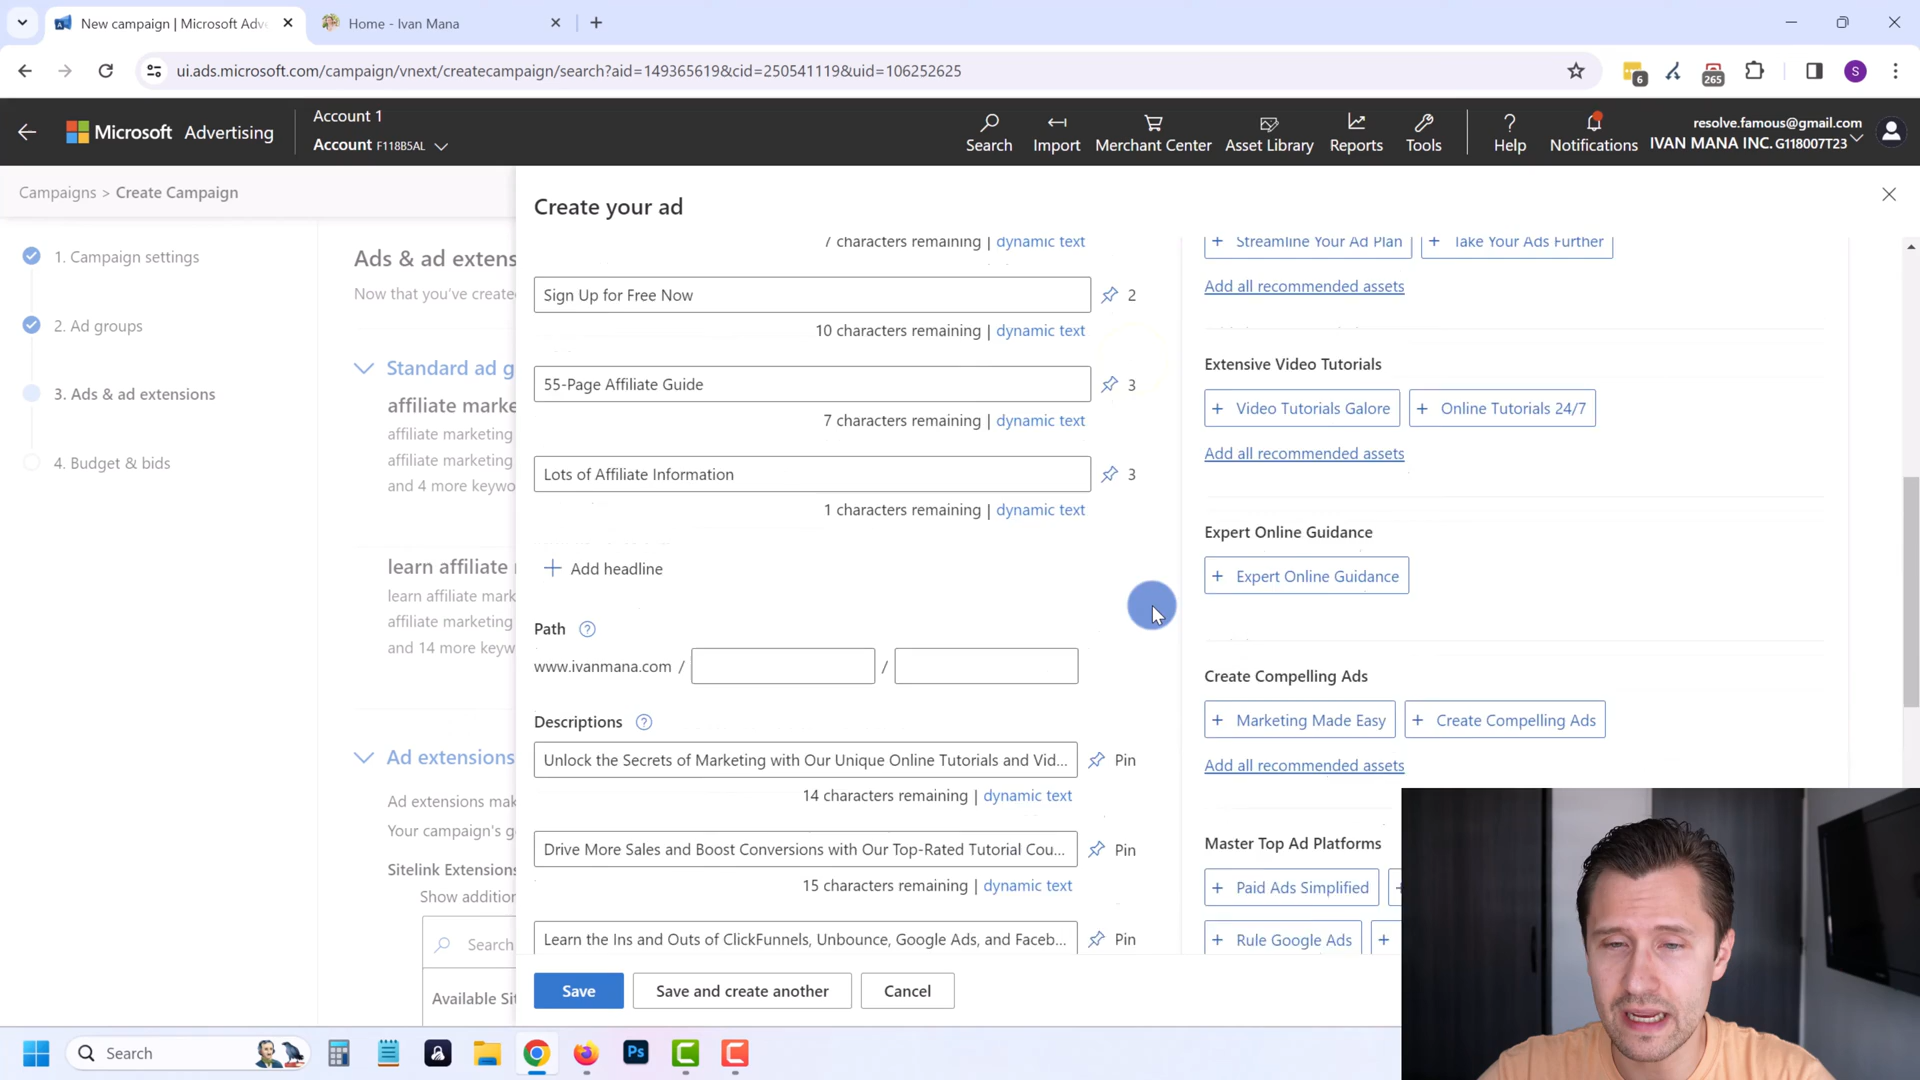 New campaign | Microsoft Adve
Home - Ivan Mana
ui.ads.microsoft.com/campaign/vnext/createcampaign/search?aid=149365619&cid=250541119&uid=106252625
6
265
S
Microsoft Advertising
Account 1
Account F118B5AL
Search
Import
Merchant Center
Asset Library
Reports
Tools
Help
Notifications
resolve.famous@gmail.com
IVAN MANA INC. G118007T23
Campaigns > Create Campaign
1. Campaign settings
2. Ad groups
3. Ads & ad extensions
4. Budget & bids
Ads & ad extens
Now that you've create
Standard ad g
affiliate marke
affiliate marketing
affiliate marketing
and 4 more keywo
learn affiliate
learn affiliate mark
affiliate marketing
and 14 more keyw
Ad extensions
Ad extensions mak
Your campaign's g
Sitelink Extensions
Show addition
Search
Available Sit
Create your ad
7 characters remaining | dynamic text
Sign Up for Free Now
2
10 characters remaining | dynamic text
55-Page Affiliate Guide
3
7 characters remaining | dynamic text
Lots of Affiliate Information
3
1 characters remaining | dynamic text
+ Add headline
Path ?
www.ivanmana.com / /
Descriptions ?
Unlock the Secrets of Marketing with Our Unique Online Tutorials and Vid...
Pin
14 characters remaining | dynamic text
Drive More Sales and Boost Conversions with Our Top-Rated Tutorial Cou...
Pin
15 characters remaining | dynamic text
Learn the Ins and Outs of ClickFunnels, Unbounce, Google Ads, and Faceb...
Pin
Save
Save and create another
Cancel
+ Streamline Your Ad Plan
+ Take Your Ads Further
Add all recommended assets
Extensive Video Tutorials
+ Video Tutorials Galore
+ Online Tutorials 24/7
Add all recommended assets
Expert Online Guidance
+ Expert Online Guidance
Create Compelling Ads
+ Marketing Made Easy
+ Create Compelling Ads
Add all recommended assets
Master Top Ad Platforms
+ Paid Ads Simplified
+ Rule Google Ads
+
Search
Ps
C
C